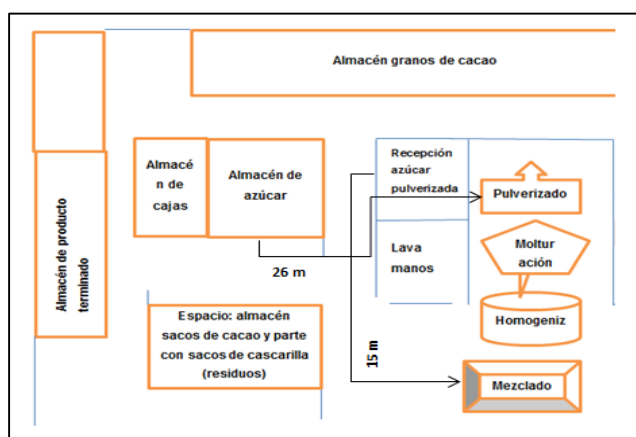 Almacén granos de cacao
Almacé
n de
cajas
Almacén de
azúcar
Recepción
azúcar
pulverizada
Pulverizado
Almacén de producto
terminado
Lava
manos
Moltur
ación
26 m
Homogeniz
Espacio: almacén
sacos de cacao y parte
con sacos de cascarilla
(residuos)
15 m
Mezclado